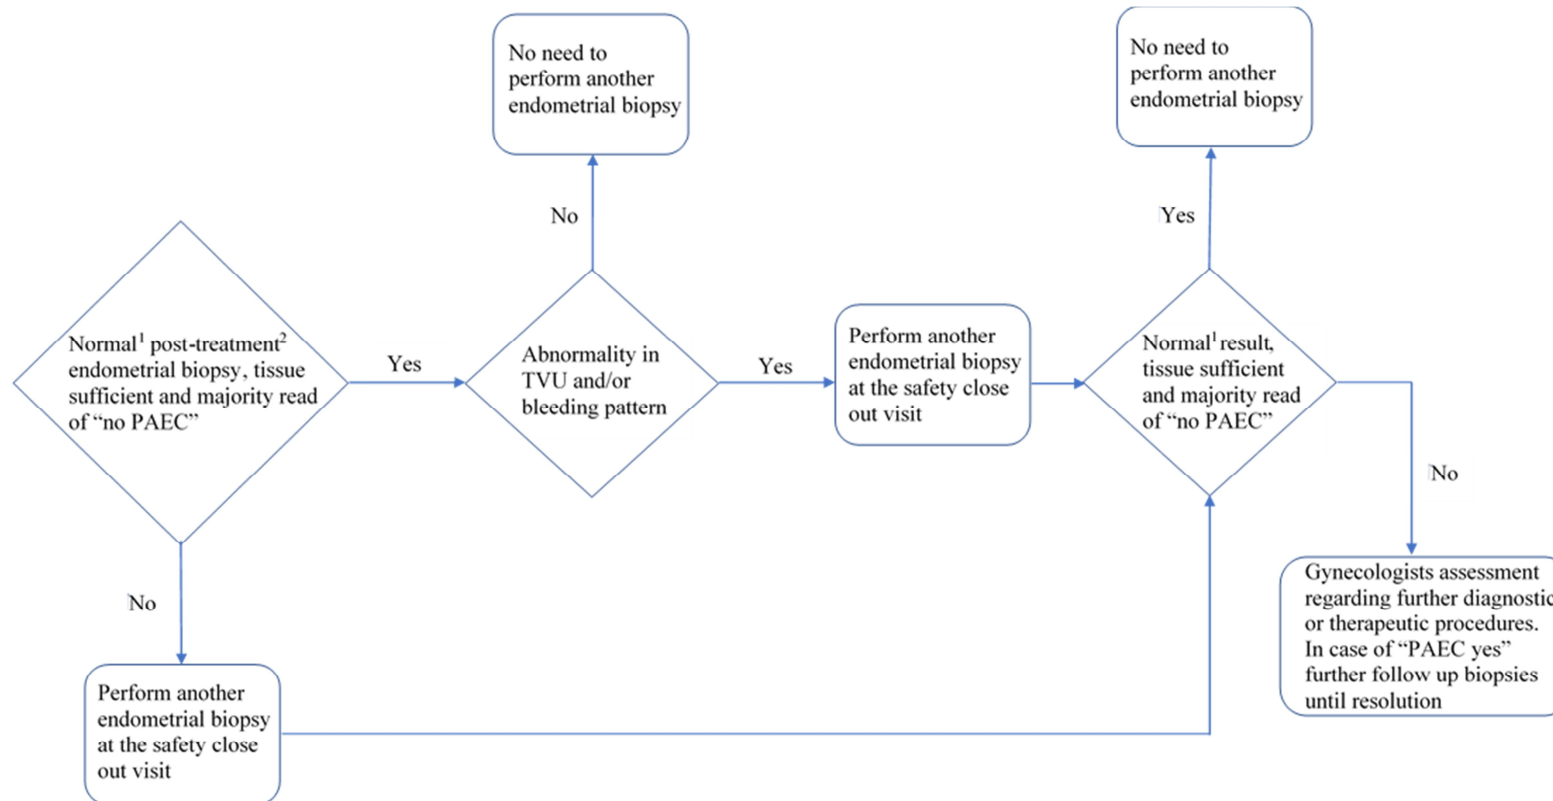 No need to
perform another
endometrial biopsy
No need to
perform another
endometrial biopsy
No
Yes
Normal¹ post-treatment²
endometrial biopsy, tissue
sufficient and majority read
of “no PAEC”
Yes
Abnormality in
TVU and/or
bleeding pattern
Yes
Perform another
endometrial biopsy
at the safety close
out visit
Normal¹ result,
tissue sufficient
and majority read
of “no PAEC”
No
No
Gynecologists assessment
regarding further diagnostic
or therapeutic procedures.
In case of “PAEC yes”
further follow up biopsies
until resolution
Perform another
endometrial biopsy
at the safety close
out visit